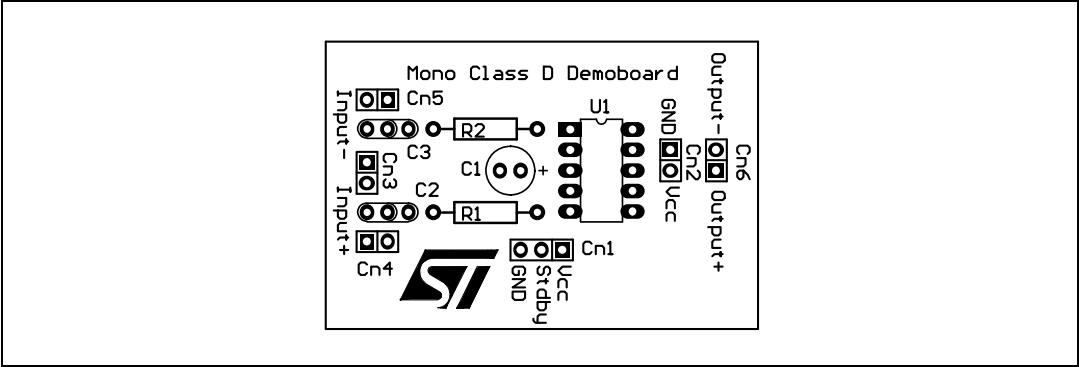 Mono Class D Demoboard
Output-
Input-
Cn5
GND
U1
R2
C3
Cn3
C1
+
Cn2
Cn6
Input+
C2
R1
Vcc
Output+
Cn4
ST
Cn1
GND
Stdby
Vcc